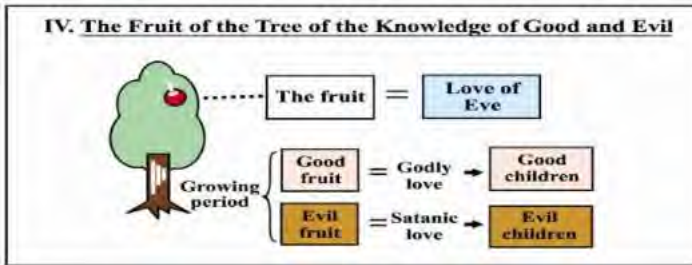 IV. The Fruit of the Tree of the Knowledge of Good and Evil
The fruit = Love of
Eve
Growing
period
Good
fruit
= Godly
love
Good
children
Evil
fruit
= Satanic
love
Evil
children